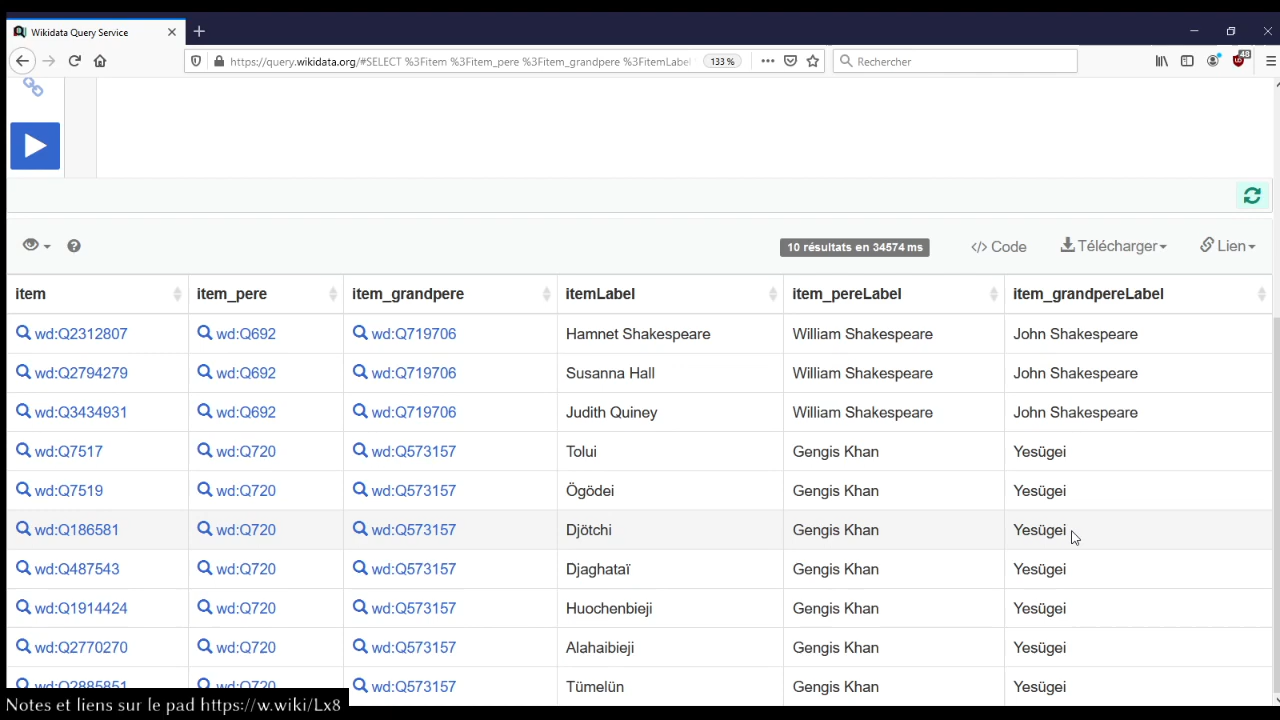 Wikidata Query Service
https://query.wikidata.org/#SELECT %3Fitem %3Fitem_pere %3Fitem_grandpere %3FitemLabel
133 %
Rechercher
48
10 résultats en 34574 ms
</> Code
Télécharger
Lien
item item_pere item_grandpere itemLabel item_pereLabel item_grandpereLabel
wd:Q2312807 wd:Q692 wd:Q719706 Hamnet Shakespeare William Shakespeare John Shakespeare
wd:Q2794279 wd:Q692 wd:Q719706 Susanna Hall William Shakespeare John Shakespeare
wd:Q3434931 wd:Q692 wd:Q719706 Judith Quiney William Shakespeare John Shakespeare
wd:Q7517 wd:Q720 wd:Q573157 Tolui Gengis Khan Yesügei
wd:Q7519 wd:Q720 wd:Q573157 Ögödei Gengis Khan Yesügei
wd:Q186581 wd:Q720 wd:Q573157 Djötchi Gengis Khan Yesügei
wd:Q487543 wd:Q720 wd:Q573157 Djaghataï Gengis Khan Yesügei
wd:Q1914424 wd:Q720 wd:Q573157 Huochenbieji Gengis Khan Yesügei
wd:Q2770270 wd:Q720 wd:Q573157 Alahaibieji Gengis Khan Yesügei
wd:Q2885851 wd:Q720 wd:Q573157 Tümelün Gengis Khan Yesügei
Notes et liens sur le pad https://w.wiki/Lx8